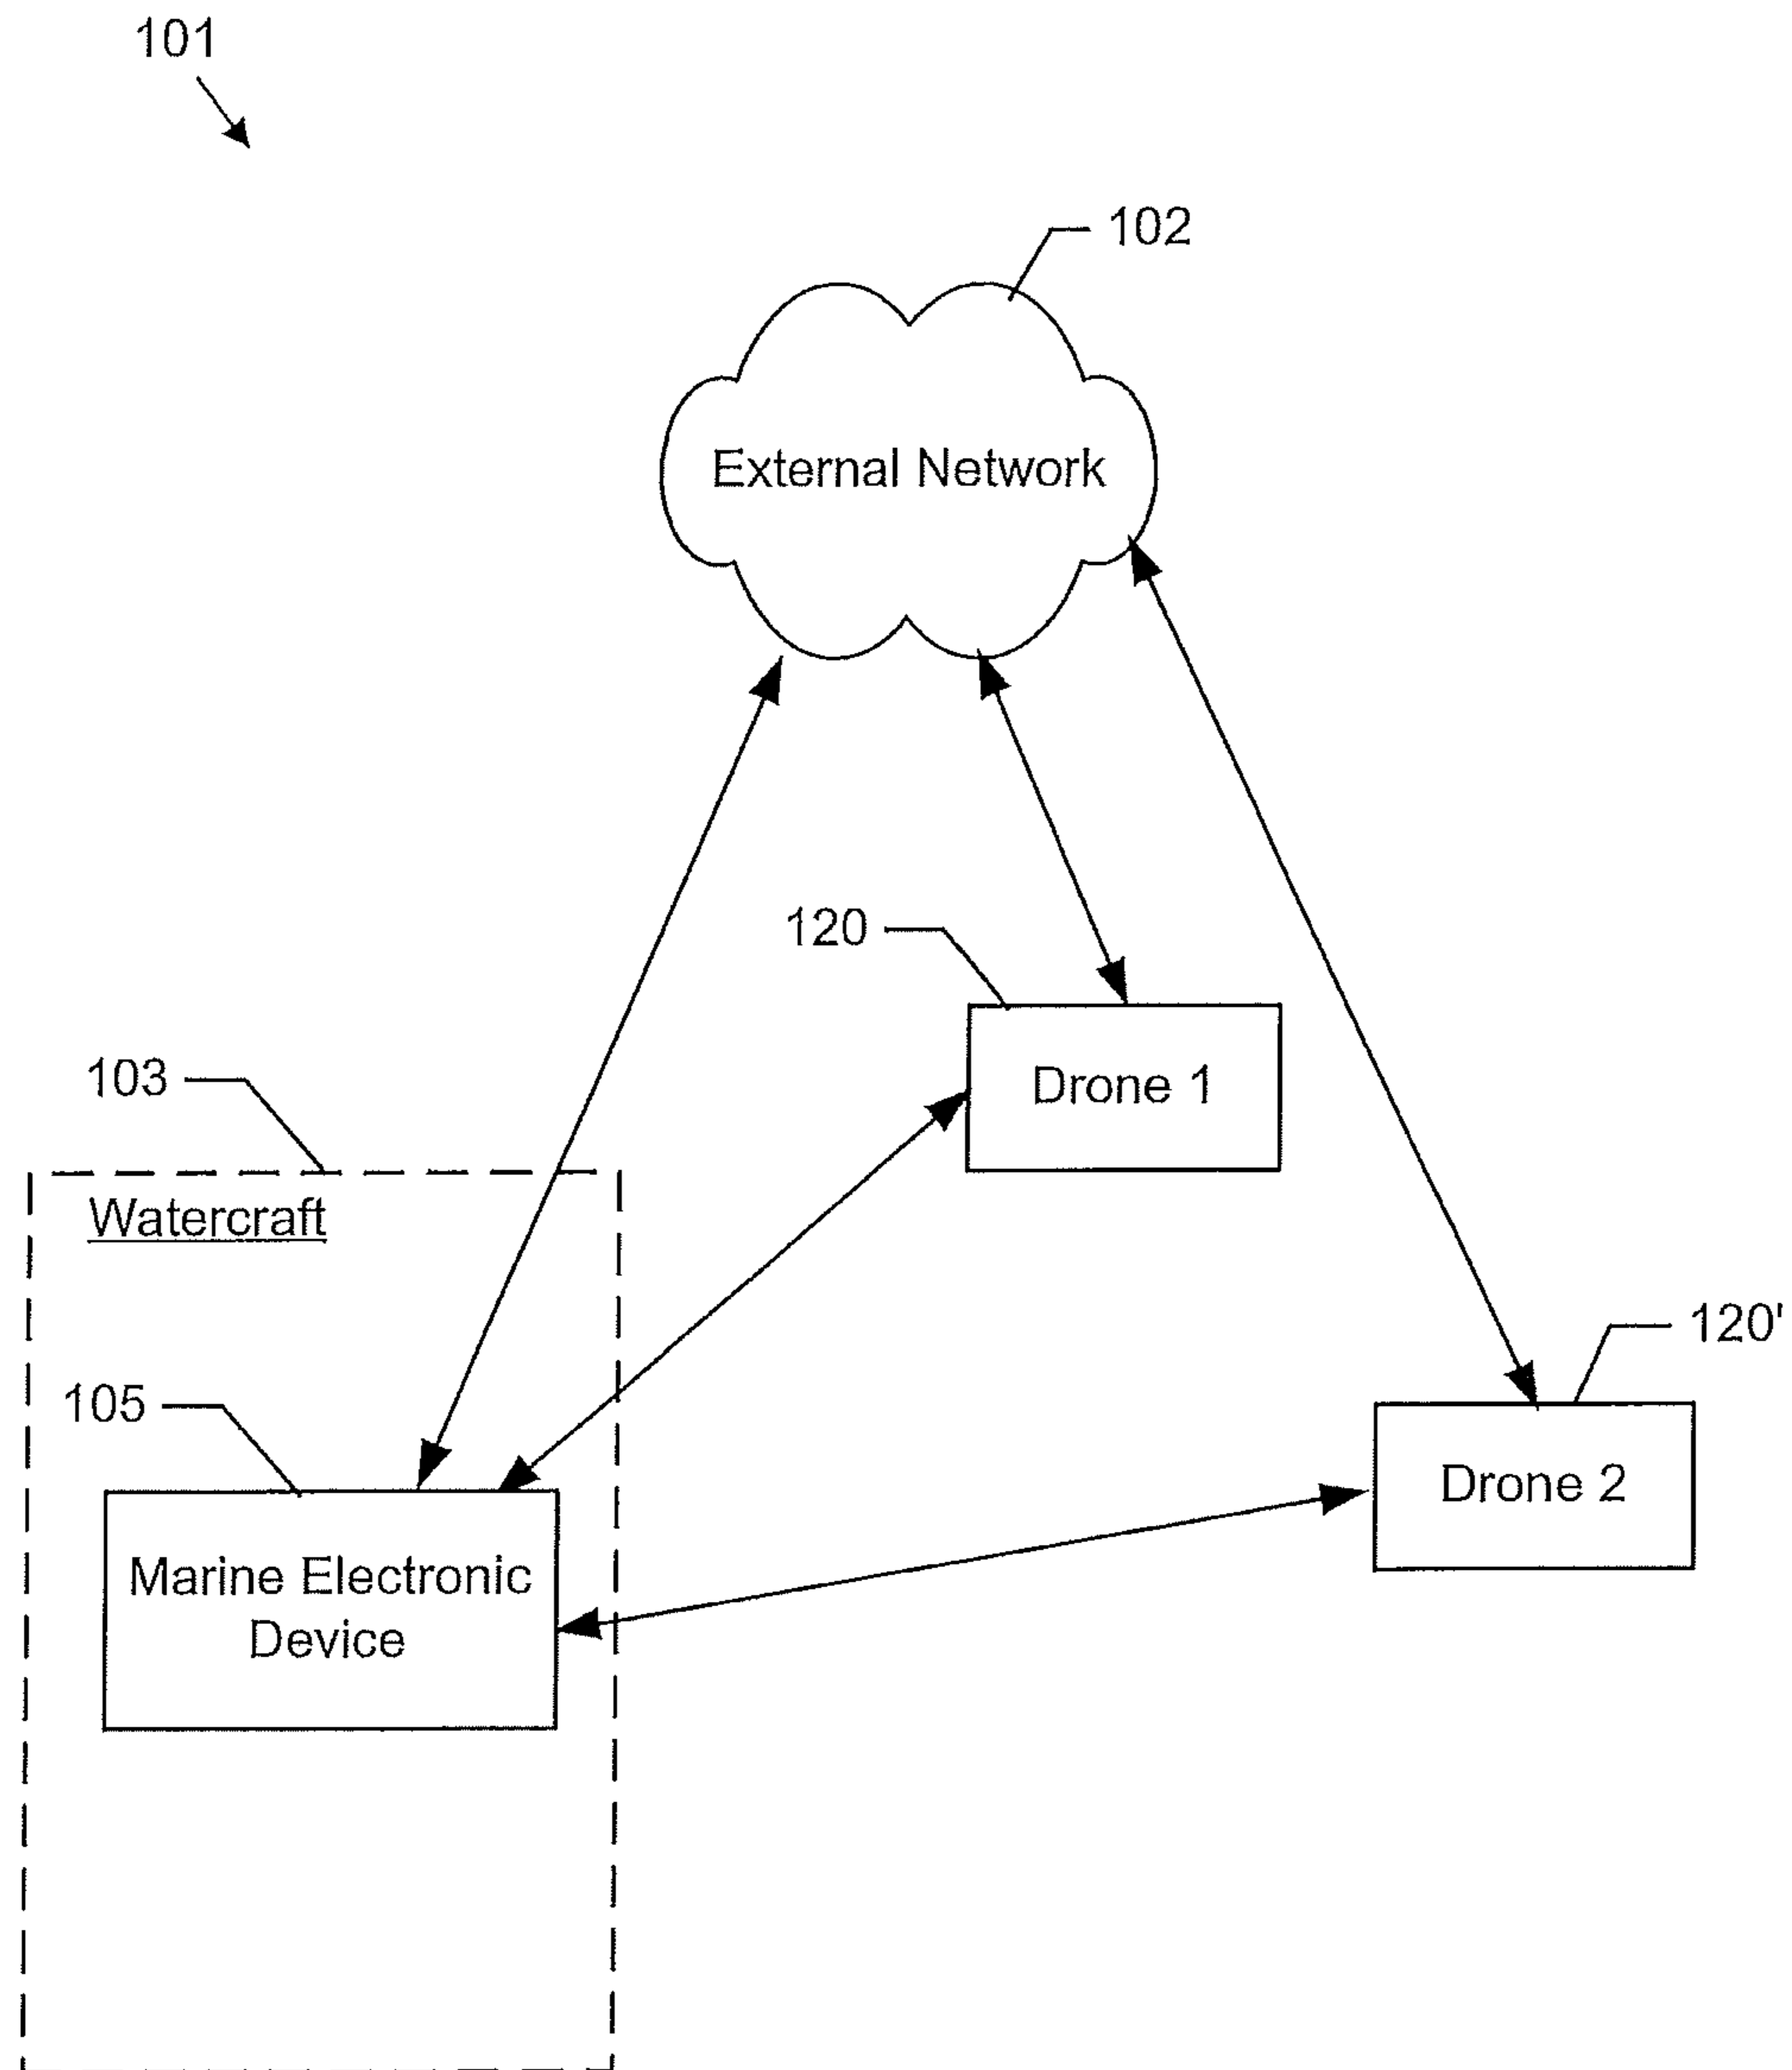 101
102
External Network
120
Drone 1
103
Watercraft
120'
105
Drone 2
Marine Electronic
Device